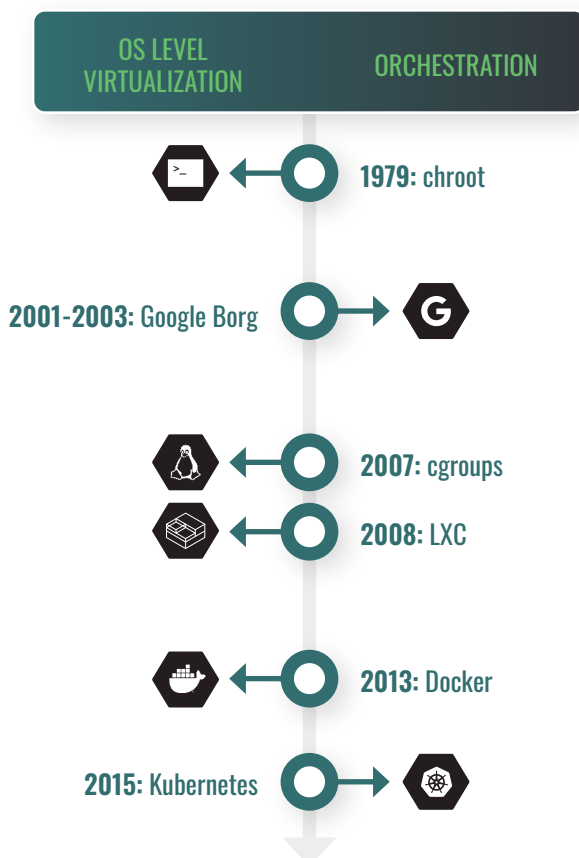 OS LEVEL
VIRTUALIZATION
ORCHESTRATION
>_
1979: chroot
2001-2003: Google Borg
G
2007: cgroups
2008: LXC
2013: Docker
2015: Kubernetes